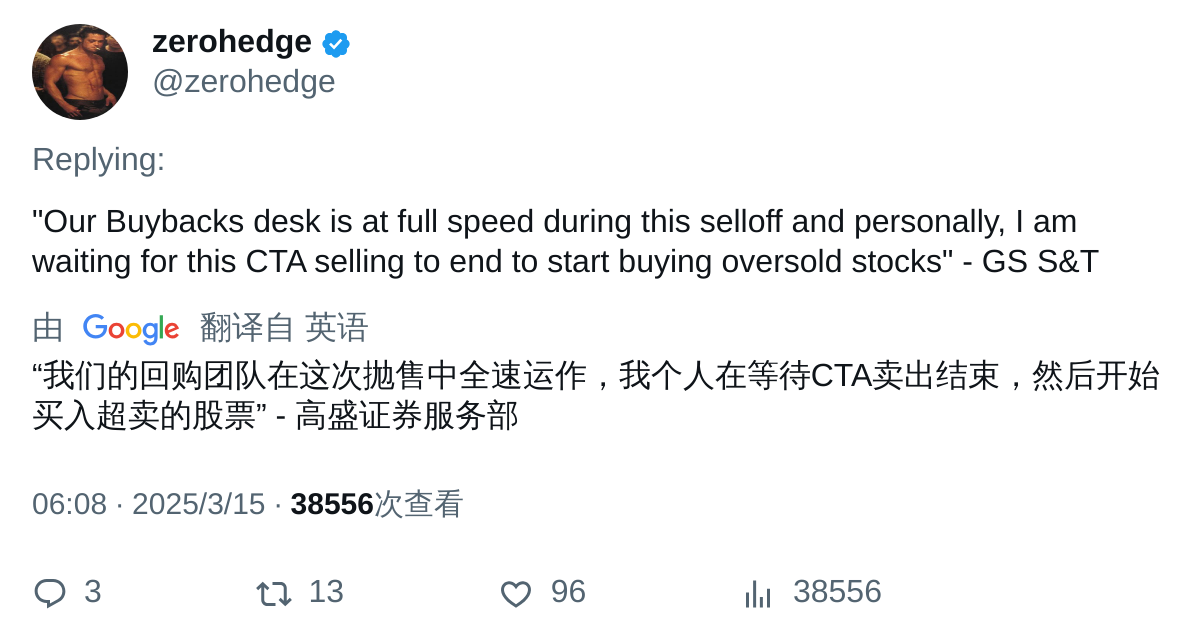 zerohedge
@zerohedge
Replying:
"Our Buybacks desk is at full speed during this selloff and personally, I am
waiting for this CTA selling to end to start buying oversold stocks" - GS S&T
由 Google 翻译自 英语
“我们的回购团队在这次抛售中全速运作，我个人在等待CTA卖出结束，然后开始
买入超卖的股票” - 高盛证券服务部
06:08 · 2025/3/15 · 38556次查看
3 13 96 38556